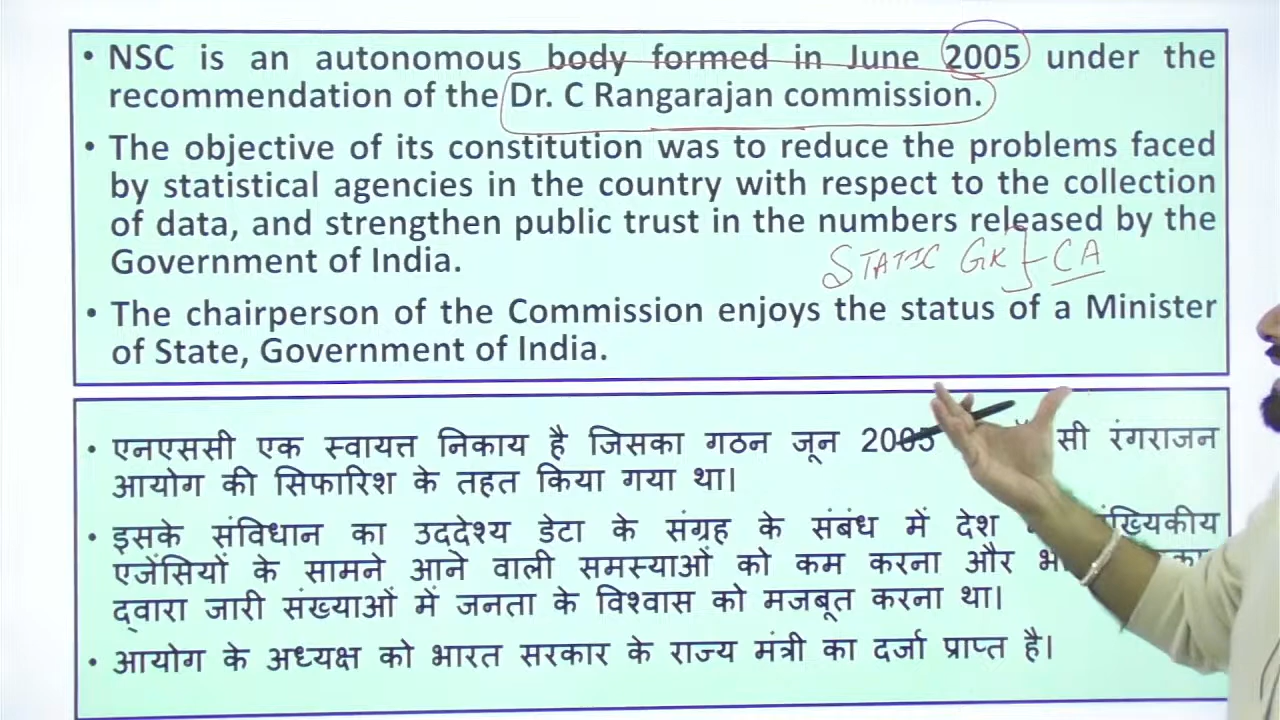 • NSC is an autonomous body formed in June 2005 under the
recommendation of the Dr. C Rangarajan commission.
• The objective of its constitution was to reduce the problems faced
by statistical agencies in the country with respect to the collection
of data, and strengthen public trust in the numbers released by the
Government of India.
STATIC GK } CA
• The chairperson of the Commission enjoys the status of a Minister
of State, Government of India.
• एनएससी एक स्वायत्त निकाय है जिसका गठन जून 2005 सी रंगराजन
आयोग की सिफारिश के तहत किया गया था।
• इसके संविधान का उददेश्य डेटा के संग्रह के संबंध में देश
एजेंसियों के सामने आने वाली समस्याओं को कम करना और
द्वारा जारी संख्याओं में जनता के विश्वास को मजबूत करना था।
• आयोग के अध्यक्ष को भारत सरकार के राज्य मंत्री का दर्जा प्राप्त है।